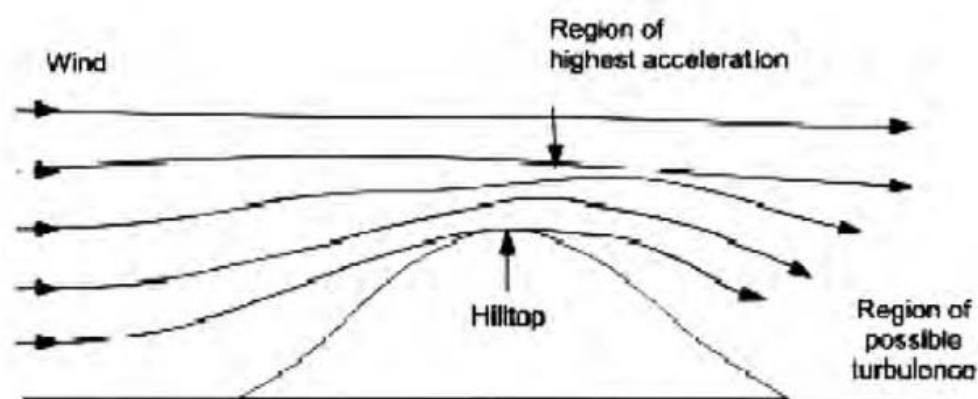 Wind
Region of
highest acceleration
Hilltop
Region of
possible
turbulence